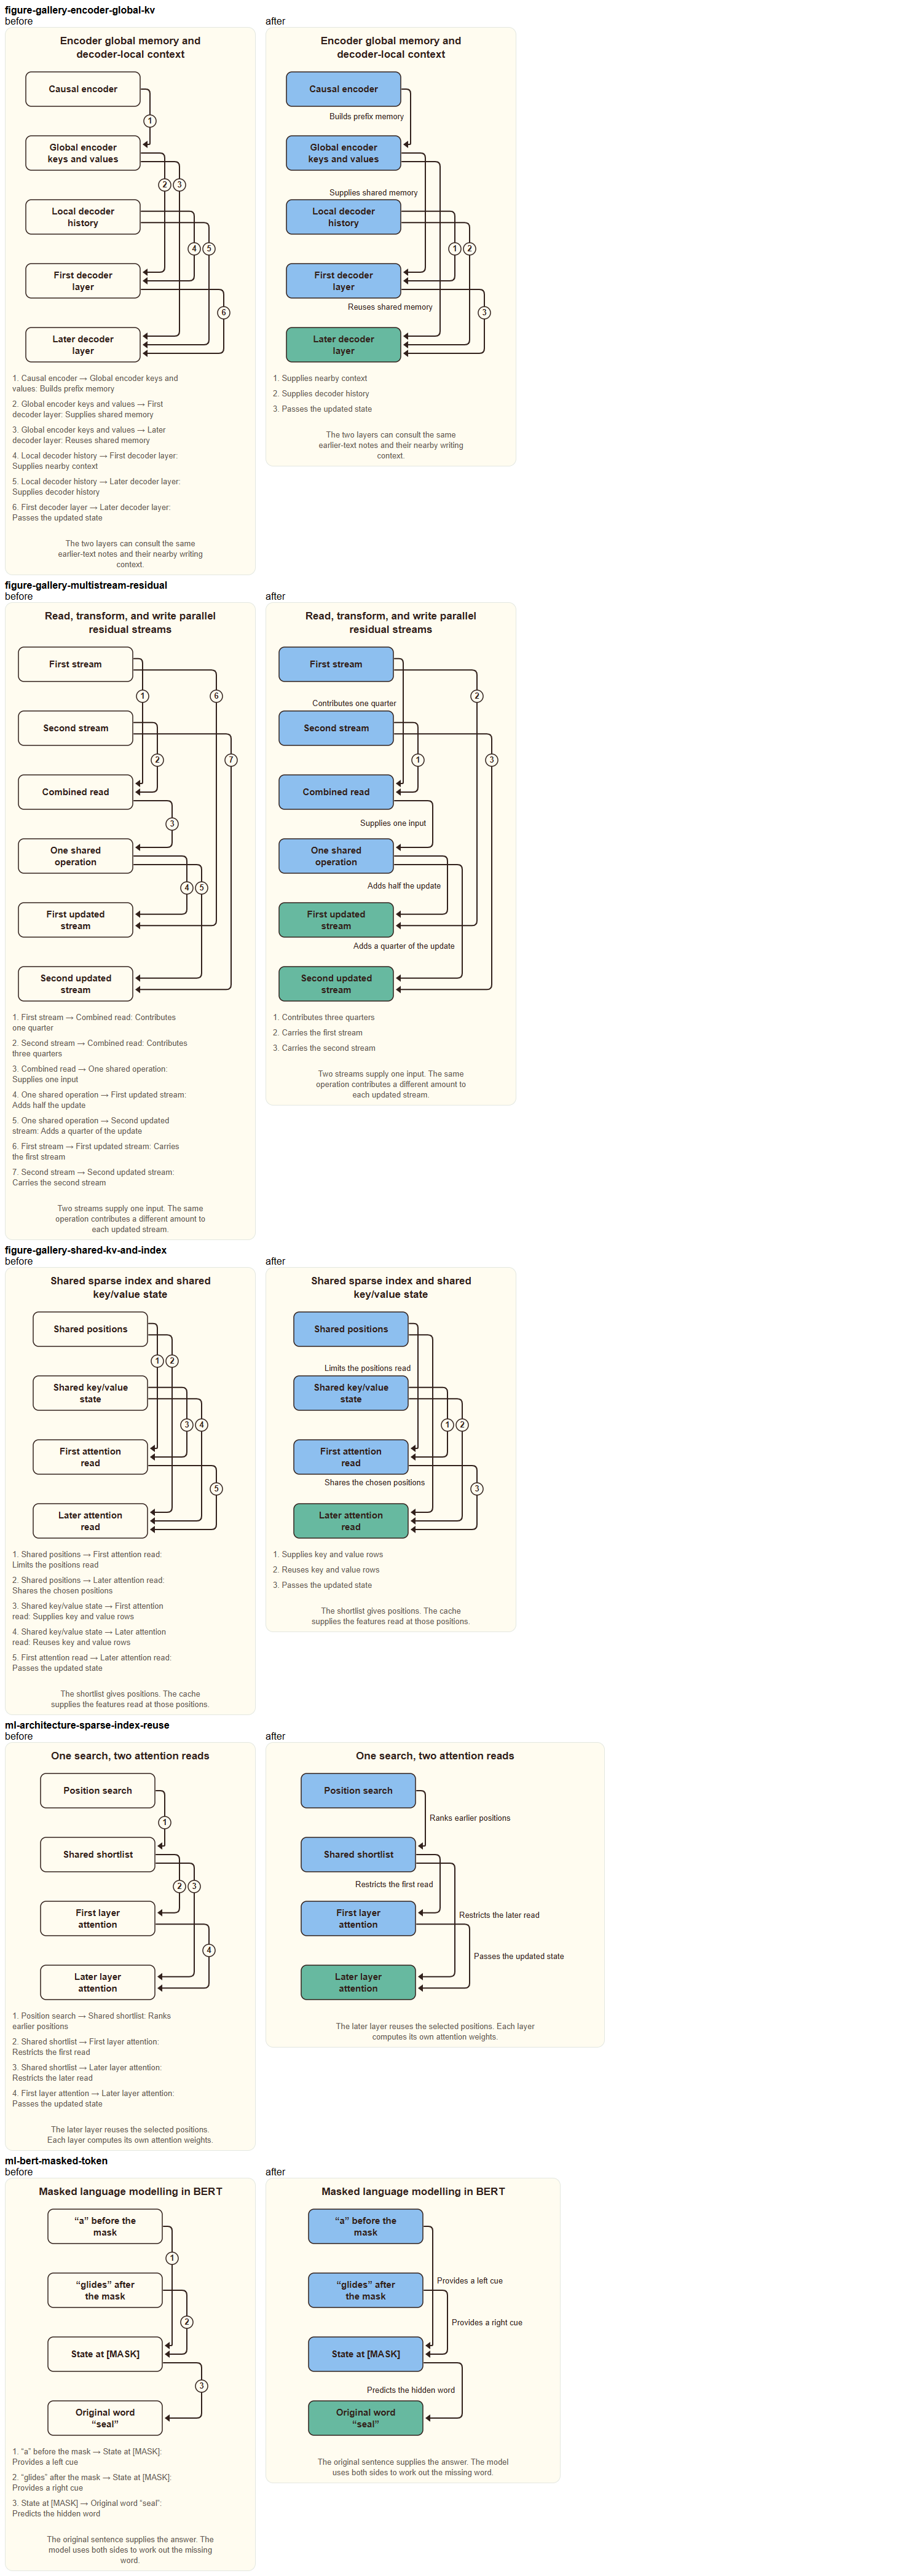 figure-gallery-encoder-global-kv
before
Encoder global memory and
decoder-local context
Causal encoder
1
Global encoder
keys and values
2
3
Local decoder
history
4
5
First decoder
layer
6
Later decoder
layer
1. Causal encoder → Global encoder keys and
values: Builds prefix memory
2. Global encoder keys and values → First
decoder layer: Supplies shared memory
3. Global encoder keys and values → Later
decoder layer: Reuses shared memory
4. Local decoder history → First decoder layer:
Supplies nearby context
5. Local decoder history → Later decoder layer:
Supplies decoder history
6. First decoder layer → Later decoder layer:
Passes the updated state
The two layers can consult the same
earlier-text notes and their nearby writing
context.
after
Encoder global memory and
decoder-local context
Causal encoder
Builds prefix memory
Global encoder
keys and values
Supplies shared memory
Local decoder
history
1
2
First decoder
layer
Reuses shared memory
3
Later decoder
layer
1. Supplies nearby context
2. Supplies decoder history
3. Passes the updated state
The two layers can consult the same
earlier-text notes and their nearby writing
context.
figure-gallery-multistream-residual
before
Read, transform, and write parallel
residual streams
First stream
1
6
Second stream
2
7
Combined read
3
One shared
operation
4
5
First updated
stream
Second updated
stream
1. First stream → Combined read: Contributes
one quarter
2. Second stream → Combined read: Contributes
three quarters
3. Combined read → One shared operation:
Supplies one input
4. One shared operation → First updated stream:
Adds half the update
5. One shared operation → Second updated
stream: Adds a quarter of the update
6. First stream → First updated stream: Carries
the first stream
7. Second stream → Second updated stream:
Carries the second stream
Two streams supply one input. The same
operation contributes a different amount to
each updated stream.
after
Read, transform, and write parallel
residual streams
First stream
2
Contributes one quarter
Second stream
1
3
Combined read
Supplies one input
One shared
operation
Adds half the update
First updated
stream
Adds a quarter of the update
Second updated
stream
1. Contributes three quarters
2. Carries the first stream
3. Carries the second stream
Two streams supply one input. The same
operation contributes a different amount to
each updated stream.
figure-gallery-shared-kv-and-index
before
Shared sparse index and shared
key/value state
Shared positions
1
2
Shared key/value
state
3
4
First attention
read
5
Later attention
read
1. Shared positions → First attention read:
Limits the positions read
2. Shared positions → Later attention read:
Shares the chosen positions
3. Shared key/value state → First attention
read: Supplies key and value rows
4. Shared key/value state → Later attention
read: Reuses key and value rows
5. First attention read → Later attention read:
Passes the updated state
The shortlist gives positions. The cache
supplies the features read at those positions.
after
Shared sparse index and shared
key/value state
Shared positions
Limits the positions read
Shared key/value
state
1
2
First attention
read
Shares the chosen positions
3
Later attention
read
1. Supplies key and value rows
2. Reuses key and value rows
3. Passes the updated state
The shortlist gives positions. The cache
supplies the features read at those positions.
ml-architecture-sparse-index-reuse
before
One search, two attention reads
Position search
1
Shared shortlist
2
3
First layer
attention
4
Later layer
attention
1. Position search → Shared shortlist: Ranks
earlier positions
2. Shared shortlist → First layer attention:
Restricts the first read
3. Shared shortlist → Later layer attention:
Restricts the later read
4. First layer attention → Later layer attention:
Passes the updated state
The later layer reuses the selected positions.
Each layer computes its own attention weights.
after
One search, two attention reads
Position search
Ranks earlier positions
Shared shortlist
Restricts the first read
First layer
attention
Restricts the later read
Passes the updated state
Later layer
attention
The later layer reuses the selected positions. Each layer
computes its own attention weights.
ml-bert-masked-token
before
Masked language modelling in BERT
“a” before the
mask
1
“glides” after
the mask
2
State at [MASK]
3
Original word
“seal”
1. “a” before the mask → State at [MASK]:
Provides a left cue
2. “glides” after the mask → State at [MASK]:
Provides a right cue
3. State at [MASK] → Original word “seal”:
Predicts the hidden word
The original sentence supplies the answer. The
model uses both sides to work out the missing
word.
after
Masked language modelling in BERT
“a” before the
mask
Provides a left cue
“glides” after
the mask
Provides a right cue
State at [MASK]
Predicts the hidden word
Original word
“seal”
The original sentence supplies the answer. The model
uses both sides to work out the missing word.